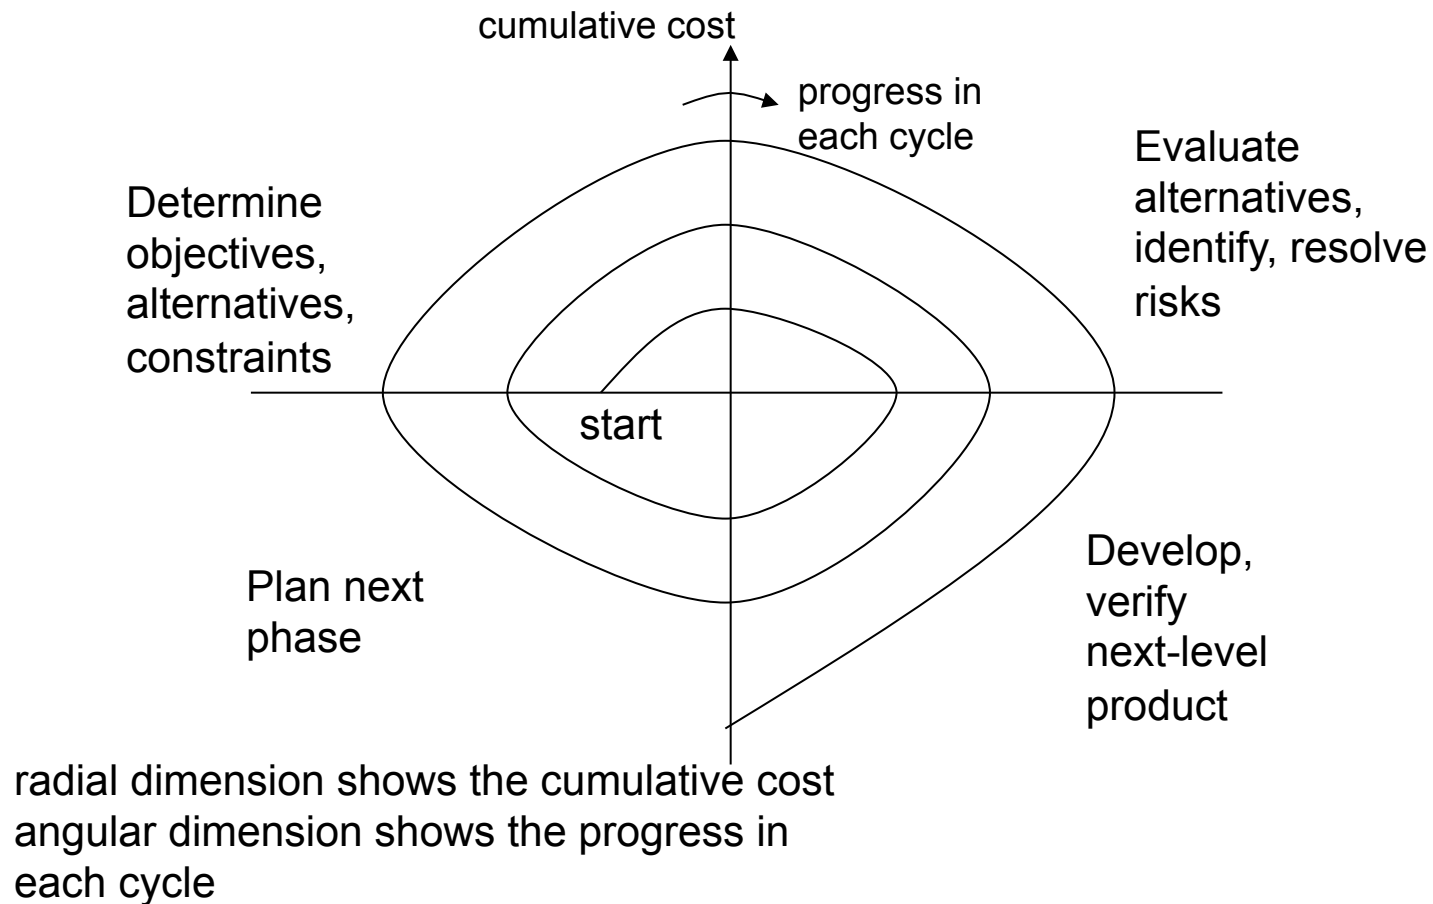 cumulative cost
progress in
each cycle
Determine
objectives,
alternatives,
constraints
Evaluate
alternatives,
identify, resolve
risks
start
Plan next
phase
Develop,
verify
next-level
product
radial dimension shows the cumulative cost
angular dimension shows the progress in
each cycle